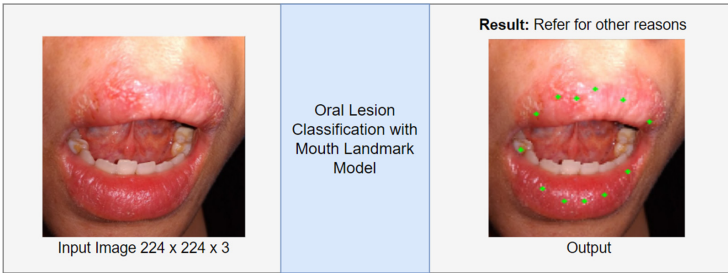 Result: Refer for other reasons
Oral Lesion
Classification with
Mouth Landmark
Model
Input Image 224 x 224 x 3
Output